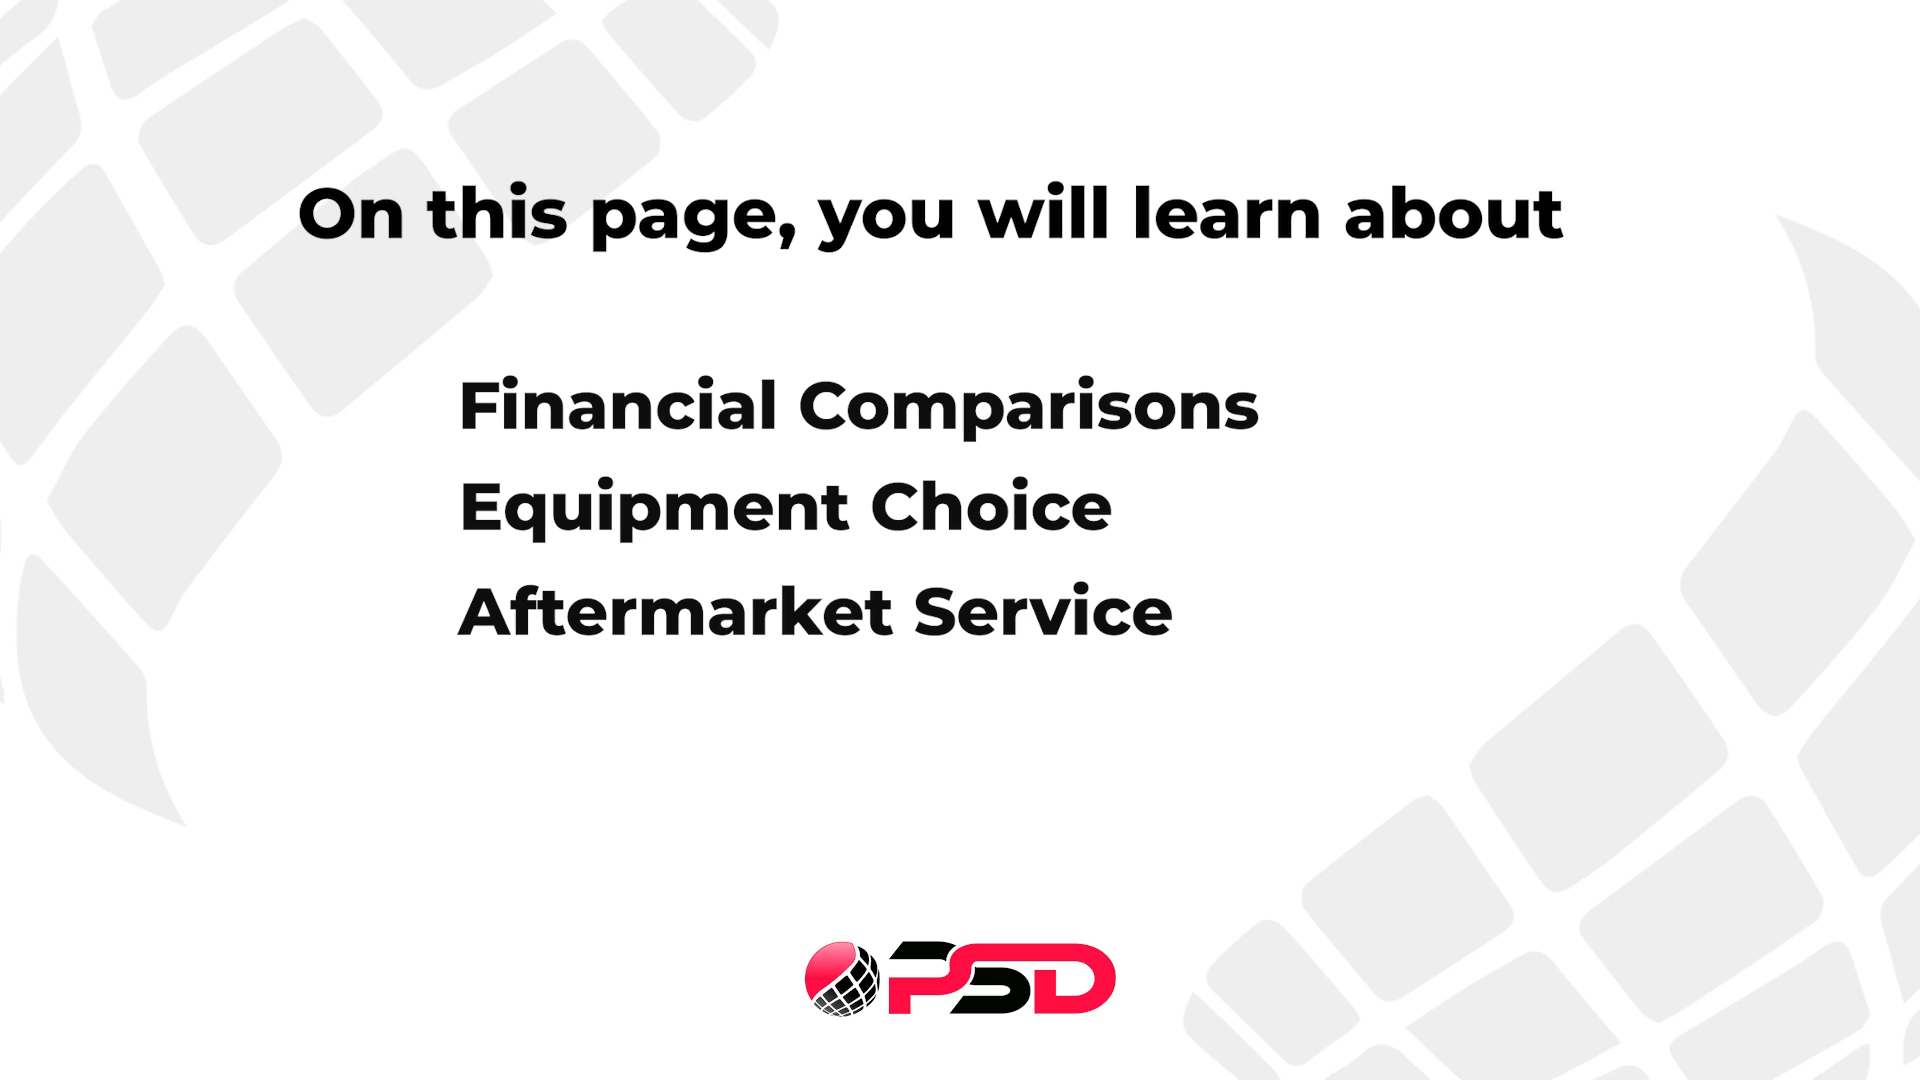 On this page, you will learn about
Financial Comparisons
Equipment Choice
Aftermarket Service
PSD